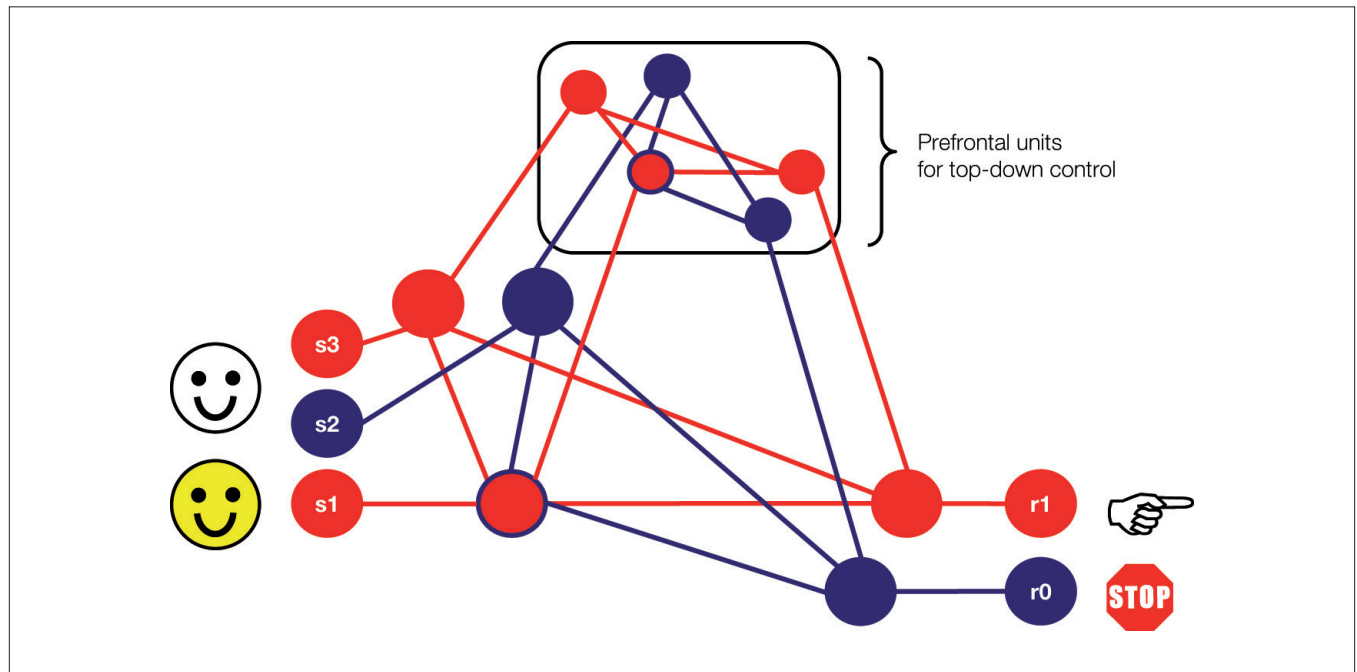 Prefrontal units
for top-down control
s3
s2
s1
r1
r0
STOP